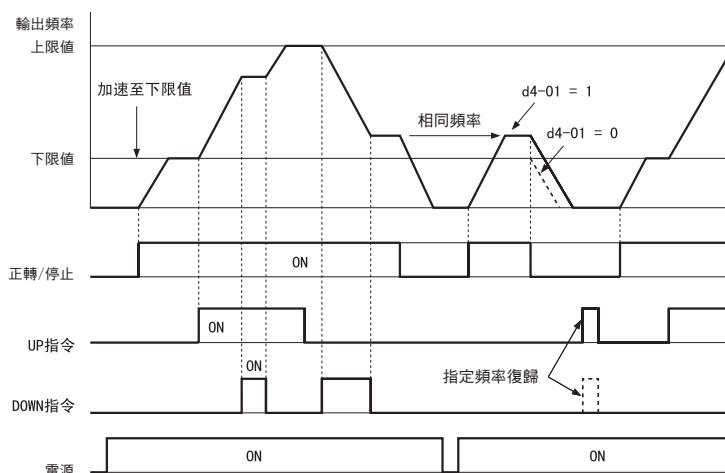 輸出頻率
上限值
加速至下限值
d4-01 = 1
相同頻率
d4-01 = 0
下限值
ON
正轉/停止
ON
UP指令
ON
指定頻率復歸
DOWN指令
ON
ON
電源